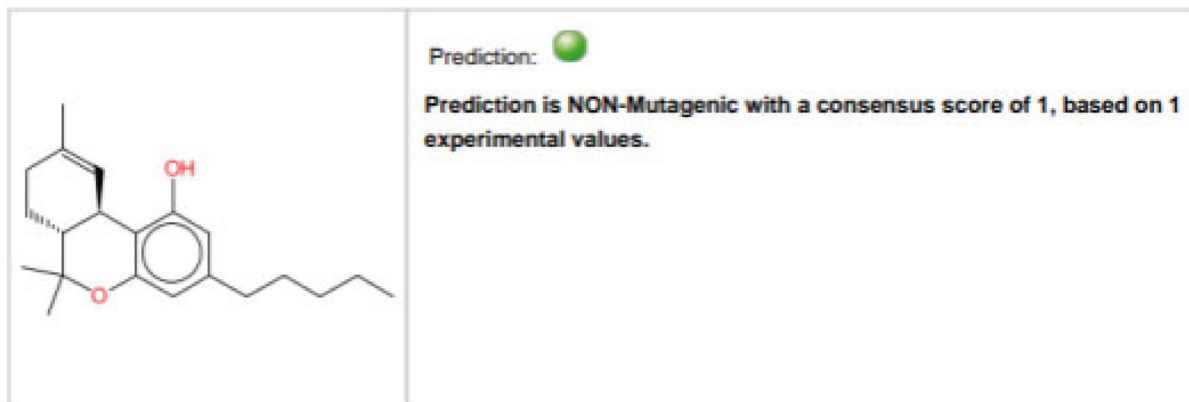 Prediction:
Prediction is NON-Mutagenic with a consensus score of 1, based on 1
experimental values.
OH
O